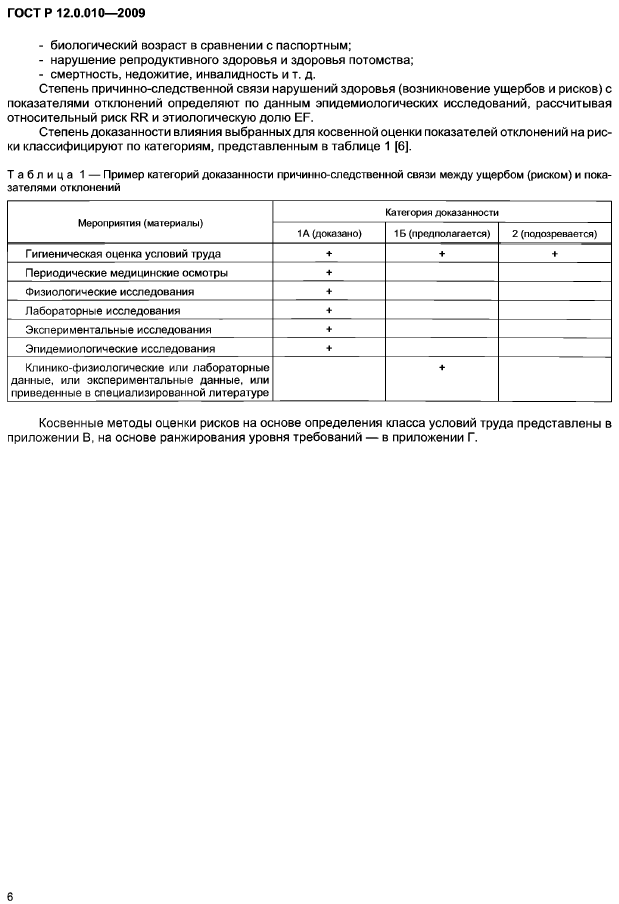 ГОСТ Р 12.0.010—2009
- биологический возраст в сравнении с паспортным;
- нарушение репродуктивного здоровья и здоровья потомства;
- смертность, недожитие, инвалидность и т. д.
Степень причинно-следственной связи нарушений здоровья (возникновение ущербов и рисков) с
показателями отклонений определяют по данным эпидемиологических исследований, рассчитывая
относительный риск RR и этиологическую долю EF.
Степень доказанности влияния выбранных для косвенной оценки показателей отклонений на рис-
ки классифицируют по категориям, представленным в таблице 1 [6].
Таблица 1 — Пример категорий доказанности причинно-следственной связи между ущербом (риском) и пока-
зателями отклонений
Мероприятия (материалы)
Категория доказанности
1А (доказано) 1Б (предполагается) 2 (подозревается)
Гигиеническая оценка условий труда + + +
Периодические медицинские осмотры +
Физиологические исследования +
Лабораторные исследования +
Экспериментальные исследования +
Эпидемиологические исследования +
Клинико-физиологические или лабораторные
данные, или экспериментальные данные, или +
приведенные в специализированной литературе
Косвенные методы оценки рисков на основе определения класса условий труда представлены в
приложении В, на основе ранжирования уровня требований — в приложении Г.
6